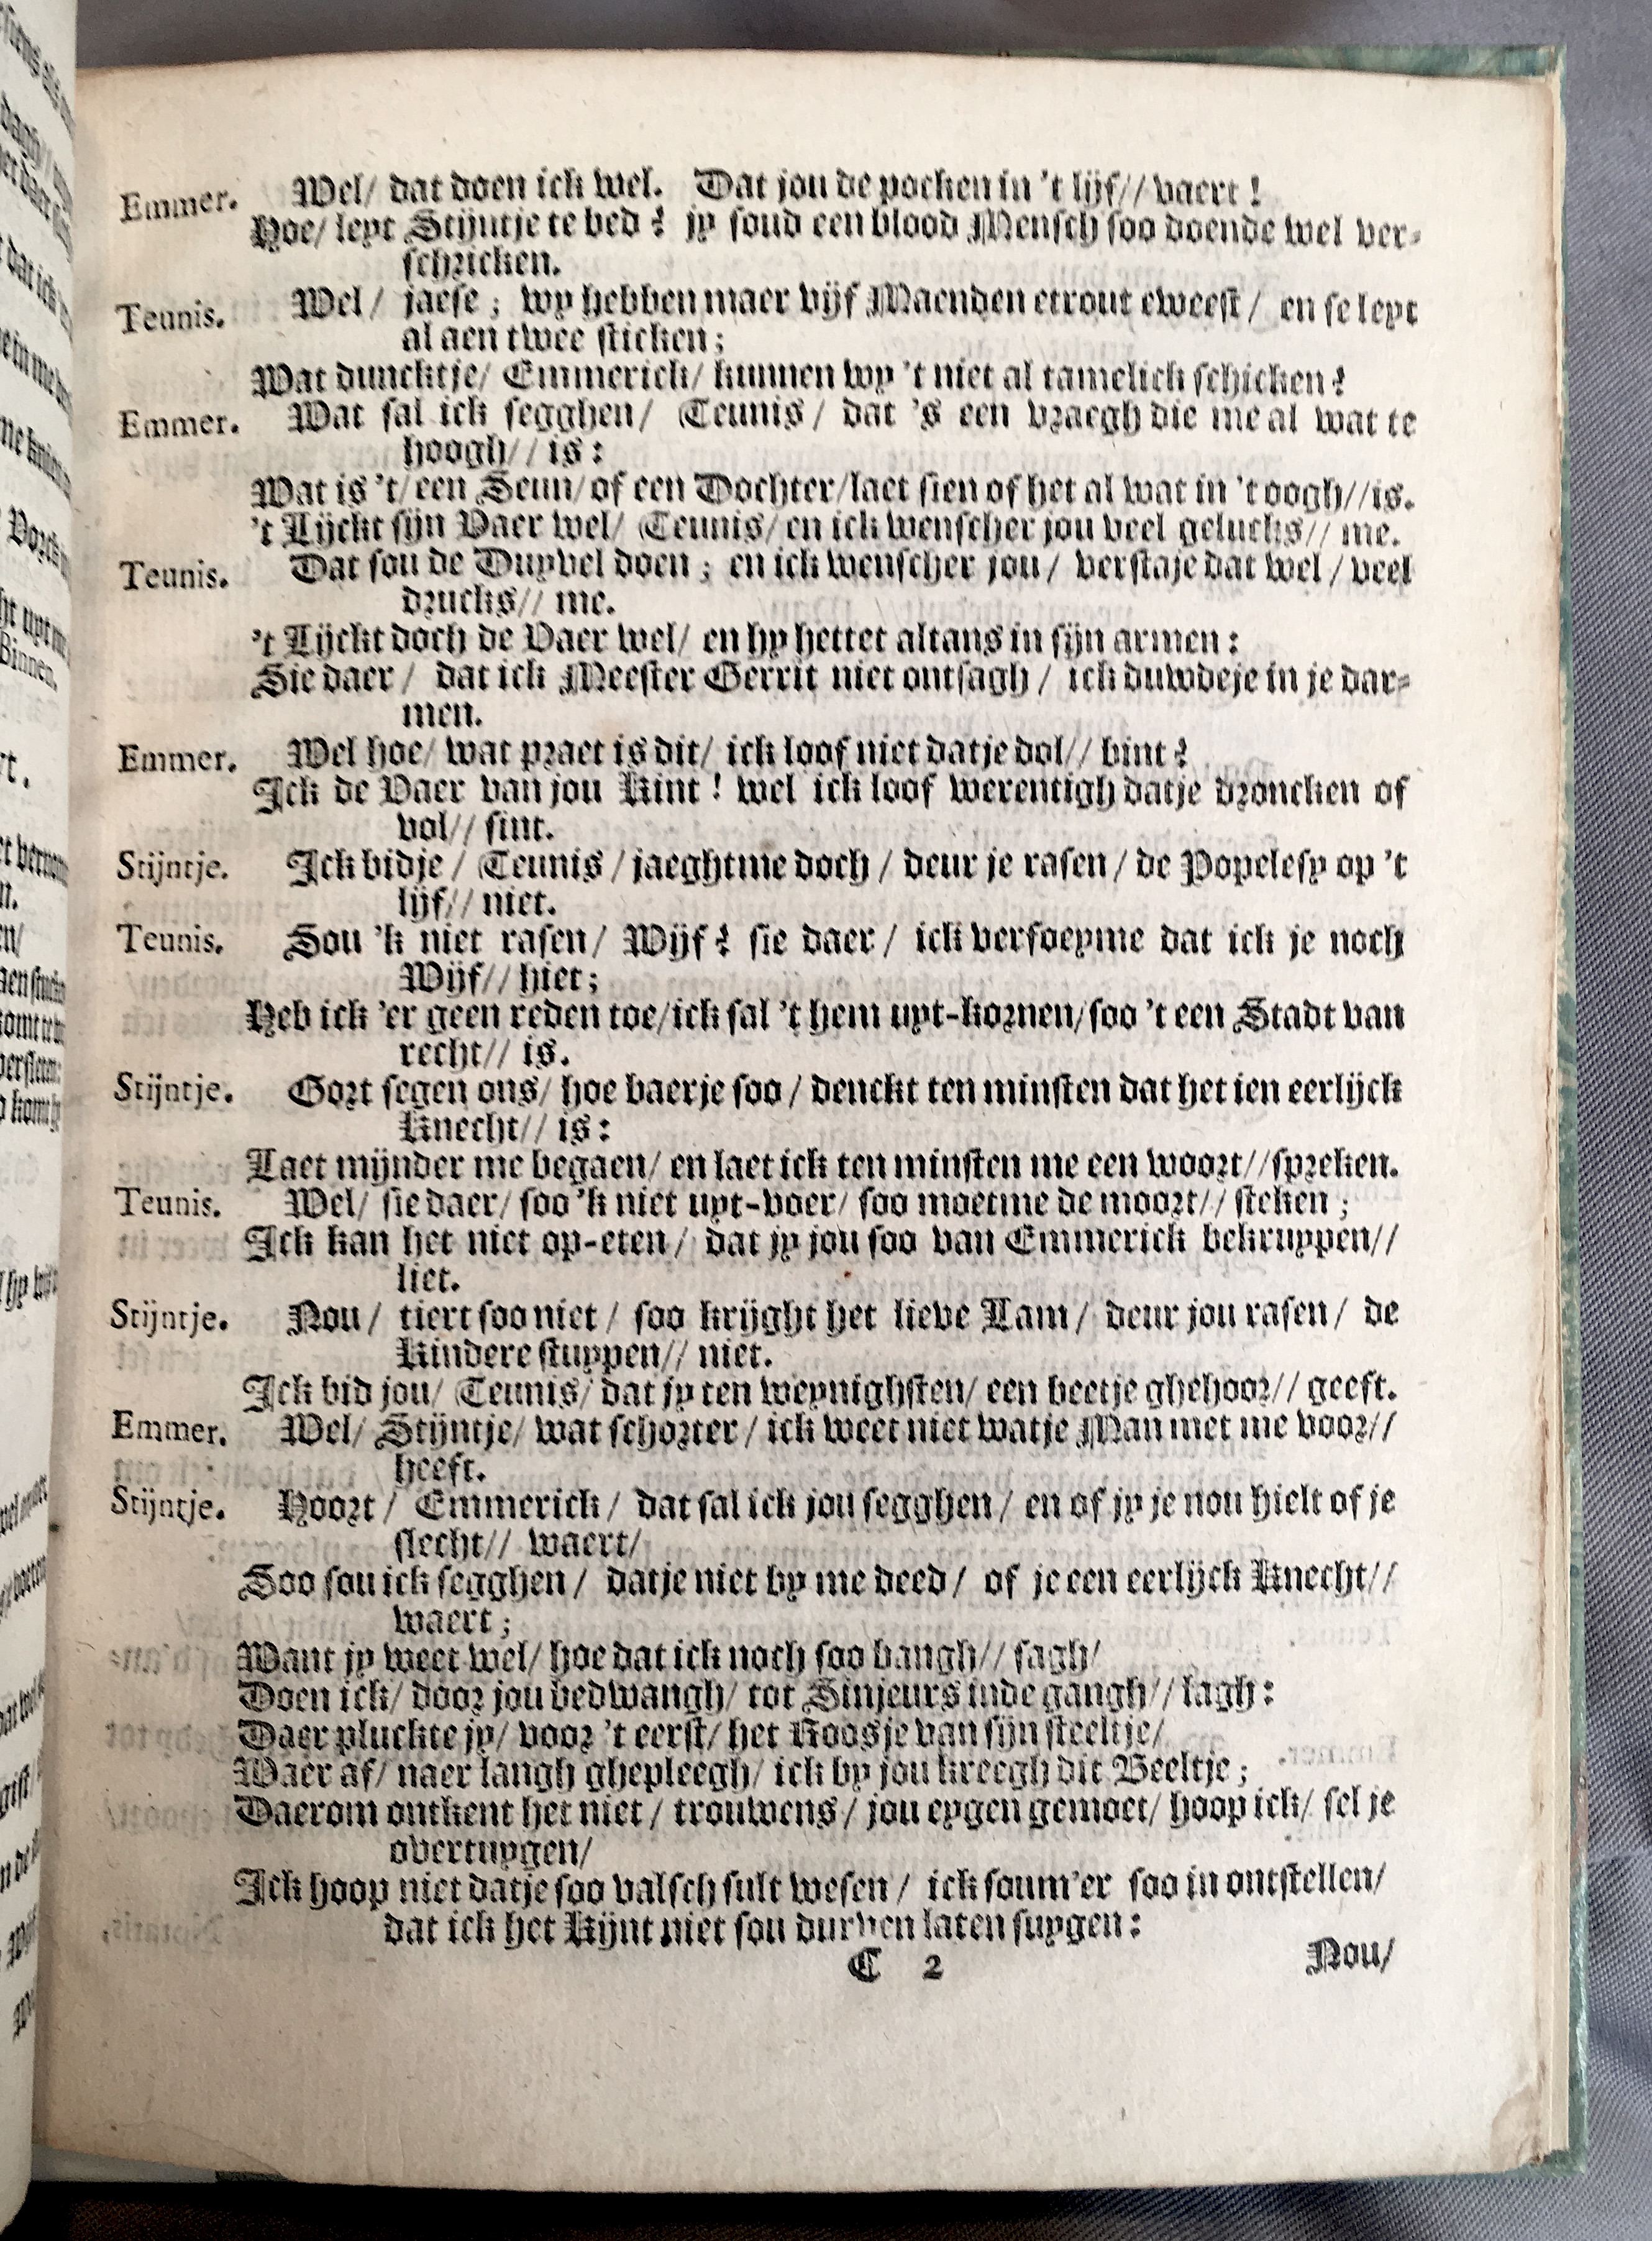 Emmer. Wel/ dat doen ick wel. Dat jou de pocken in 't lijf// vaert!
Hoe/ leyt Stijntje te bed? jy soud een blood Mensch soo doende wel ver-
schricken.
Teunis. Wel/ jaese; wy hebben maer vijf Maenden etrout eweest/ en se leyt
al aen twee sticken;
Wat duncktje/ Emmerick/ kunnen wy 't niet al tamelick schicken?
Emmer. Wat sal ick segghen/ Teunis/ dat 's een vraegh die me al wat te
hoogh// is:
Wat is 't/ een Seun/ of een Dochter/ laet sien of het al wat in 't oogh// is.
't Lijckt sijn Vaer wel/ Teunis/ en ick wenscher jou veel gelucks// me.
Teunis. Dat sou de Duyvel doen; en ick wenscher jou/ verstaje dat wel/ veel
drucks// me.
't Lijckt doch de Vaer wel/ en hy hettet altans in sijn armen:
Sie daer/ dat ick Meester Gerrit niet ontsagh/ ick duwdeje in je dar-
men.
Emmer. Wel hoe/ wat praet is dit/ ick loof niet datje dol// bint?
Ick de Vaer van jou Kint! wel ick loof werentigh datje droncken of
vol// sint.
Stijntje. Ick bidje/ Teunis/ jaeghtme doch/ deur je rasen/ de Popelesy op 't
lijf// niet.
Teunis. Sou 'k niet rasen/ Wijf? sie daer/ ick versoeyme dat ick je noch
Wijf// hiet;
Heb ick 'er geen reden toe/ ick sal 't hem uyt-kornen/ soo 't een Stadt van
recht// is.
Stijntje. Gort segen ons/ hoe baerje soo/ denckt ten minsten dat het ien eerlijck
Knecht// is:
Laet mijnder me begaen/ en laet ick ten minsten me een woort// spreken.
Teunis. Wel/ sie daer/ soo 'k niet uyt-voer/ soo moetme de moort// steken;
Ick kan het niet op-eten/ dat jy jou soo van Emmerick bekruppen//
liet.
Stijntje. Nou/ tiert soo niet/ soo krijght het lieve Lam/ deur jou rasen/ de
Kindere stuypen// niet.
Ick bid jou/ Teunis/ dat jy ten weynighsten/ een beetje ghehoor// geeft.
Emmer. Wel/ Stijntje/ wat schorter/ ick weet niet watje Man met me voor//
heeft.
Stijntje. Hoort/ Emmerick/ dat sal ick jou segghen/ en of jy je nou hielt of je
slecht// waert/
Soo sou ick segghen/ datje niet by me deed/ of je een eerlijck Knecht//
waert;
Want jy weet wel/ hoe dat ick noch soo bangh// sagh/
Doen ick/ door jou bedwangh/ tot Sinjeurs inde gangh// lagh:
Daer pluckte jy/ voor 't eerst/ het Roosje van sijn steeltje/
Waer af/ naer langh ghepleegh/ ick by jou kreegh dit Beeltje;
Daerom ontkent het niet/ trouwens/ jou eygen gemoet/ hoop ick/ sel je
overtuygen/
Ick hoop niet datje soo valsch sult wesen/ ick soum'er soo in ontstellen/
dat ick het Kijnt niet sou durven laten suygen:
C 2 Nou/